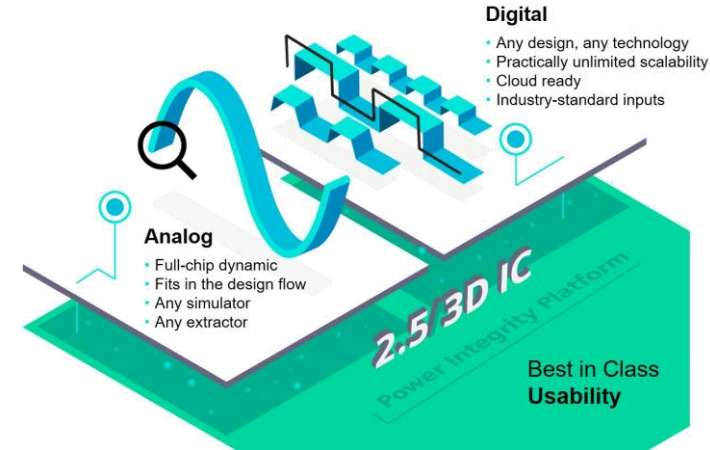 Digital
• Any design, any technology
• Practically unlimited scalability
• Cloud ready
• Industry-standard inputs
Analog
• Full-chip dynamic
• Fits in the design flow
• Any simulator
• Any extractor
2.5/3D IC
Power Integrity Platform
Best in Class
Usability